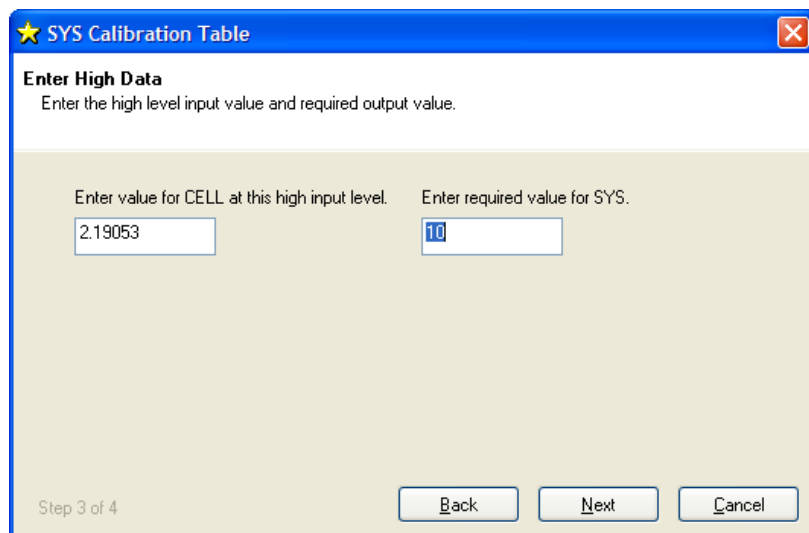 SYS Calibration Table
Enter High Data
Enter the high level input value and required output value.
Enter value for CELL at this high input level.
Enter required value for SYS.
2.19053
10
Step 3 of 4
Back
Next
Cancel